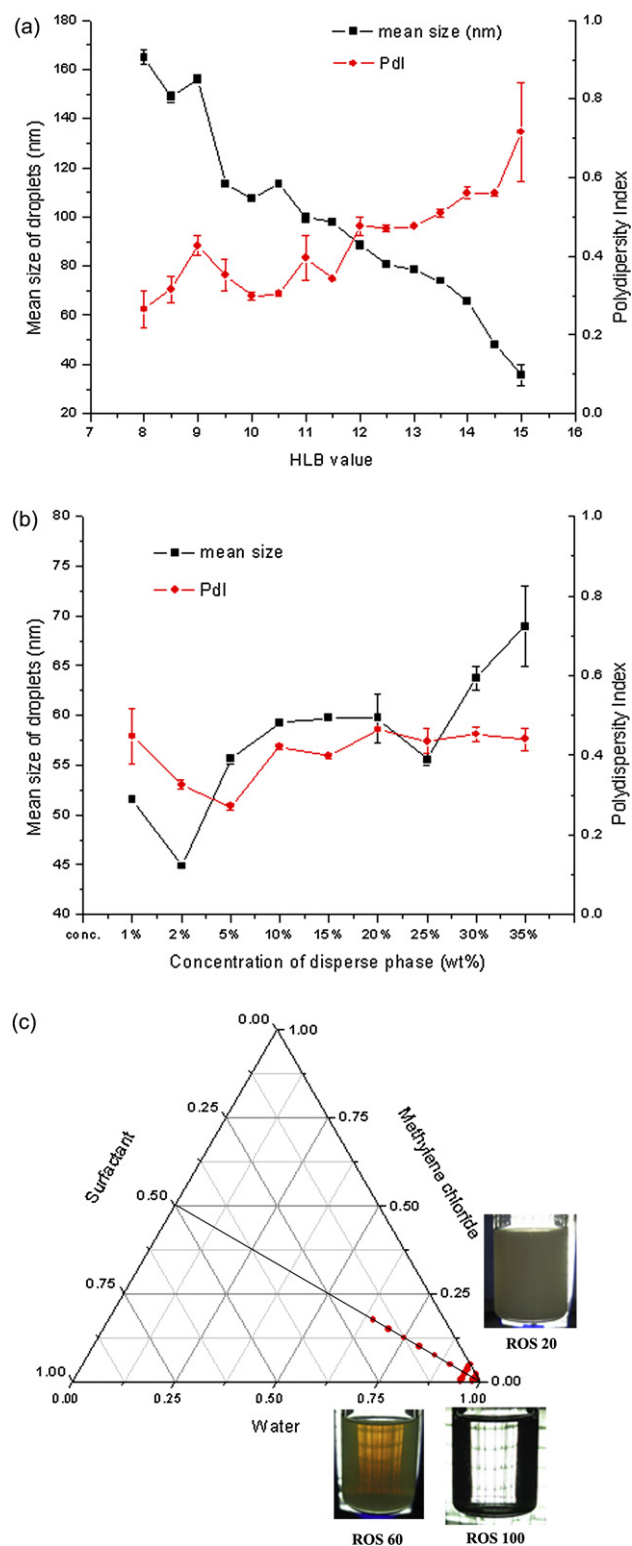 (a)
mean size (nm)
PdI
180
160
140
120
100
80
60
40
20
1.0
0.8
0.6
0.4
0.2
0.0
7 8 9 10 11 12 13 14 15 16
Mean size of droplets (nm)
Polydipersity Index
HLB value
(b)
mean size
PdI
80
75
70
65
60
55
50
45
40
1.0
0.8
0.6
0.4
0.2
0.0
conc. 1% 2% 5% 10% 15% 20% 25% 30% 35%
Mean size of droplets (nm)
Polydispersity Index
Concentration of disperse phase (wt%)
(c)
0.00 1.00
0.25 0.75
Surfactant
Methylene chloride
0.50 0.50
0.75 0.25
ROS 20
1.00 0.00
0.00 0.25 0.50 0.75 1.00
Water
ROS 60 ROS 100